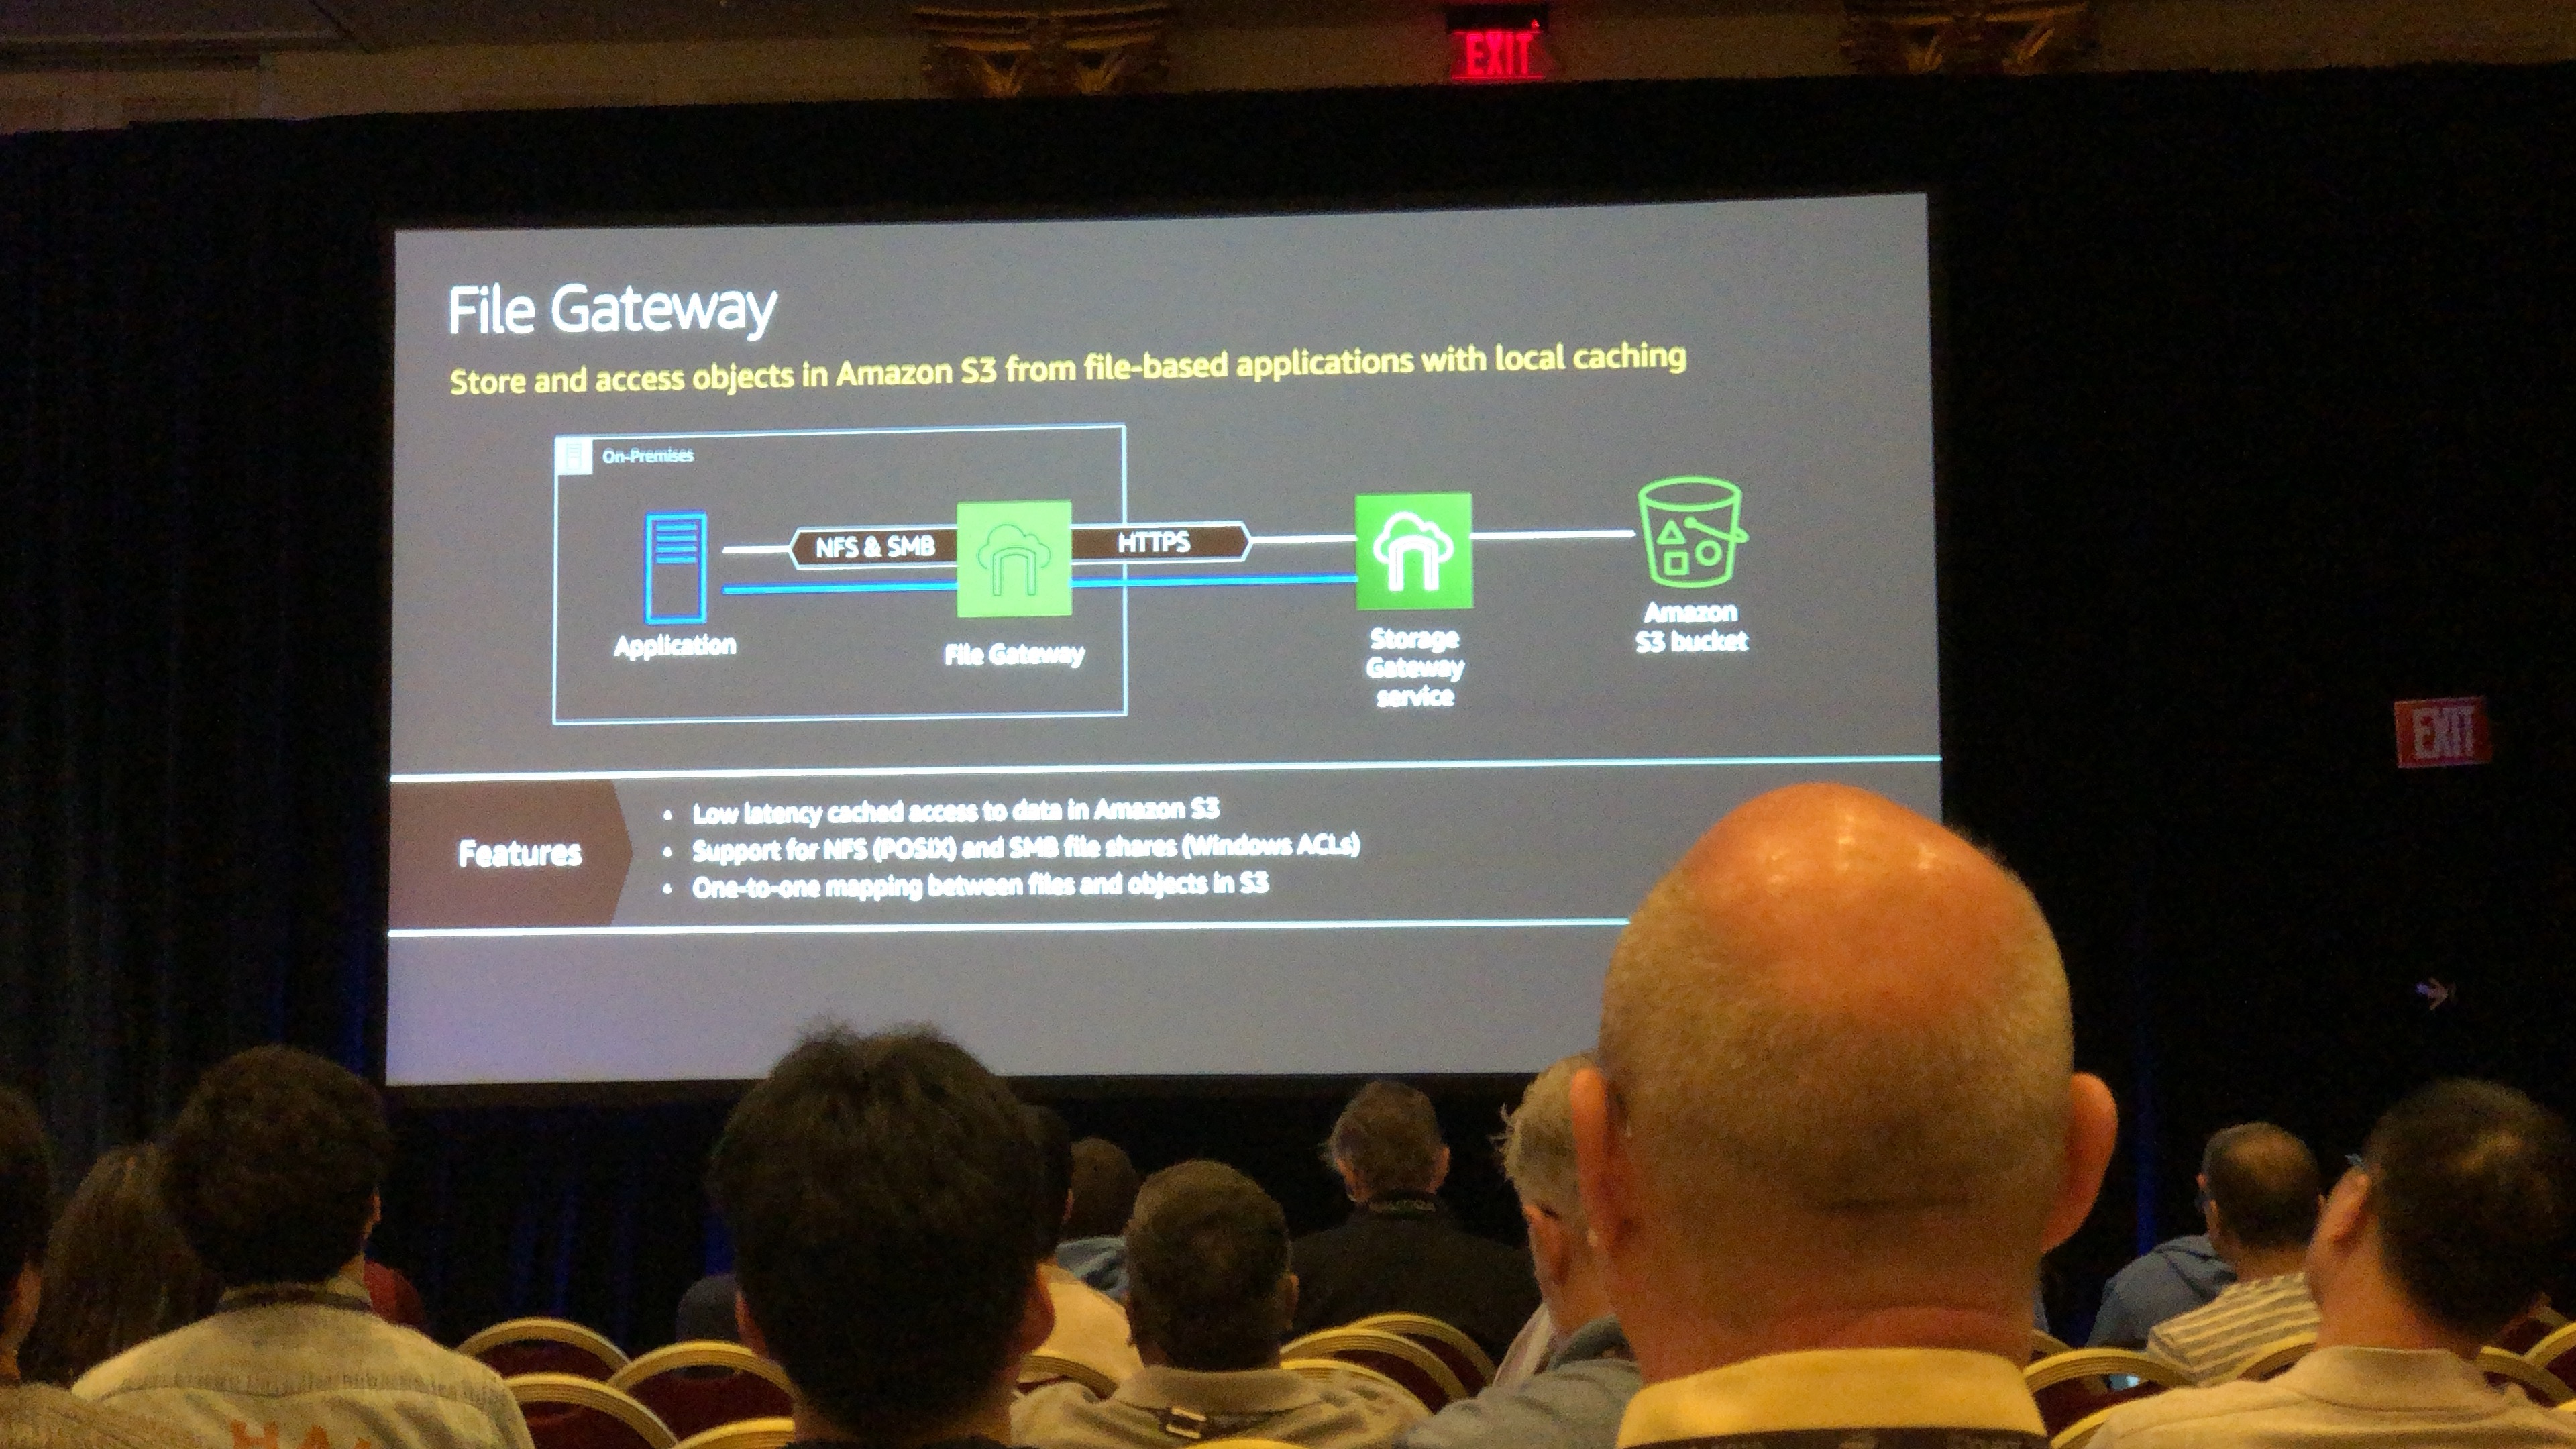 EXIT
File Gateway
Store and access objects in Amazon S3 from file-based applications with local caching
On-Premises
NFS & SMB
HTTPS
Application
File Gateway
Storage
Gateway
service
Amazon
S3 bucket
EXIT
Features
• Low latency cached access to data in Amazon S3
• Support for NFS (POSIX) and SMB file shares (Windows ACLs)
• One-to-one mapping between files and objects in S3